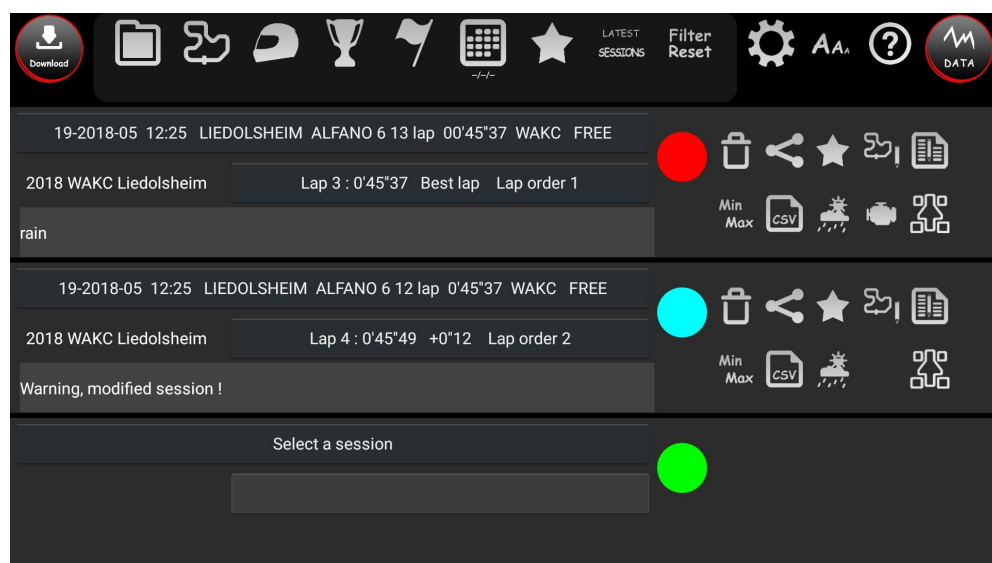 Download
--/--/--
LATEST
SESSIONS
Filter
Reset
AAA
?
DATA
19-2018-05 12:25 LIEDOLSHEIM ALFANO 6 13 lap 00'45"37 WAKC FREE
2018 WAKC Liedolsheim
Lap 3 : 0'45"37 Best lap Lap order 1
rain
Min
Max
CSV
19-2018-05 12:25 LIEDOLSHEIM ALFANO 6 12 lap 0'45"37 WAKC FREE
2018 WAKC Liedolsheim
Lap 4 : 0'45"49 +0"12 Lap order 2
Warning, modified session !
Min
Max
CSV
Select a session